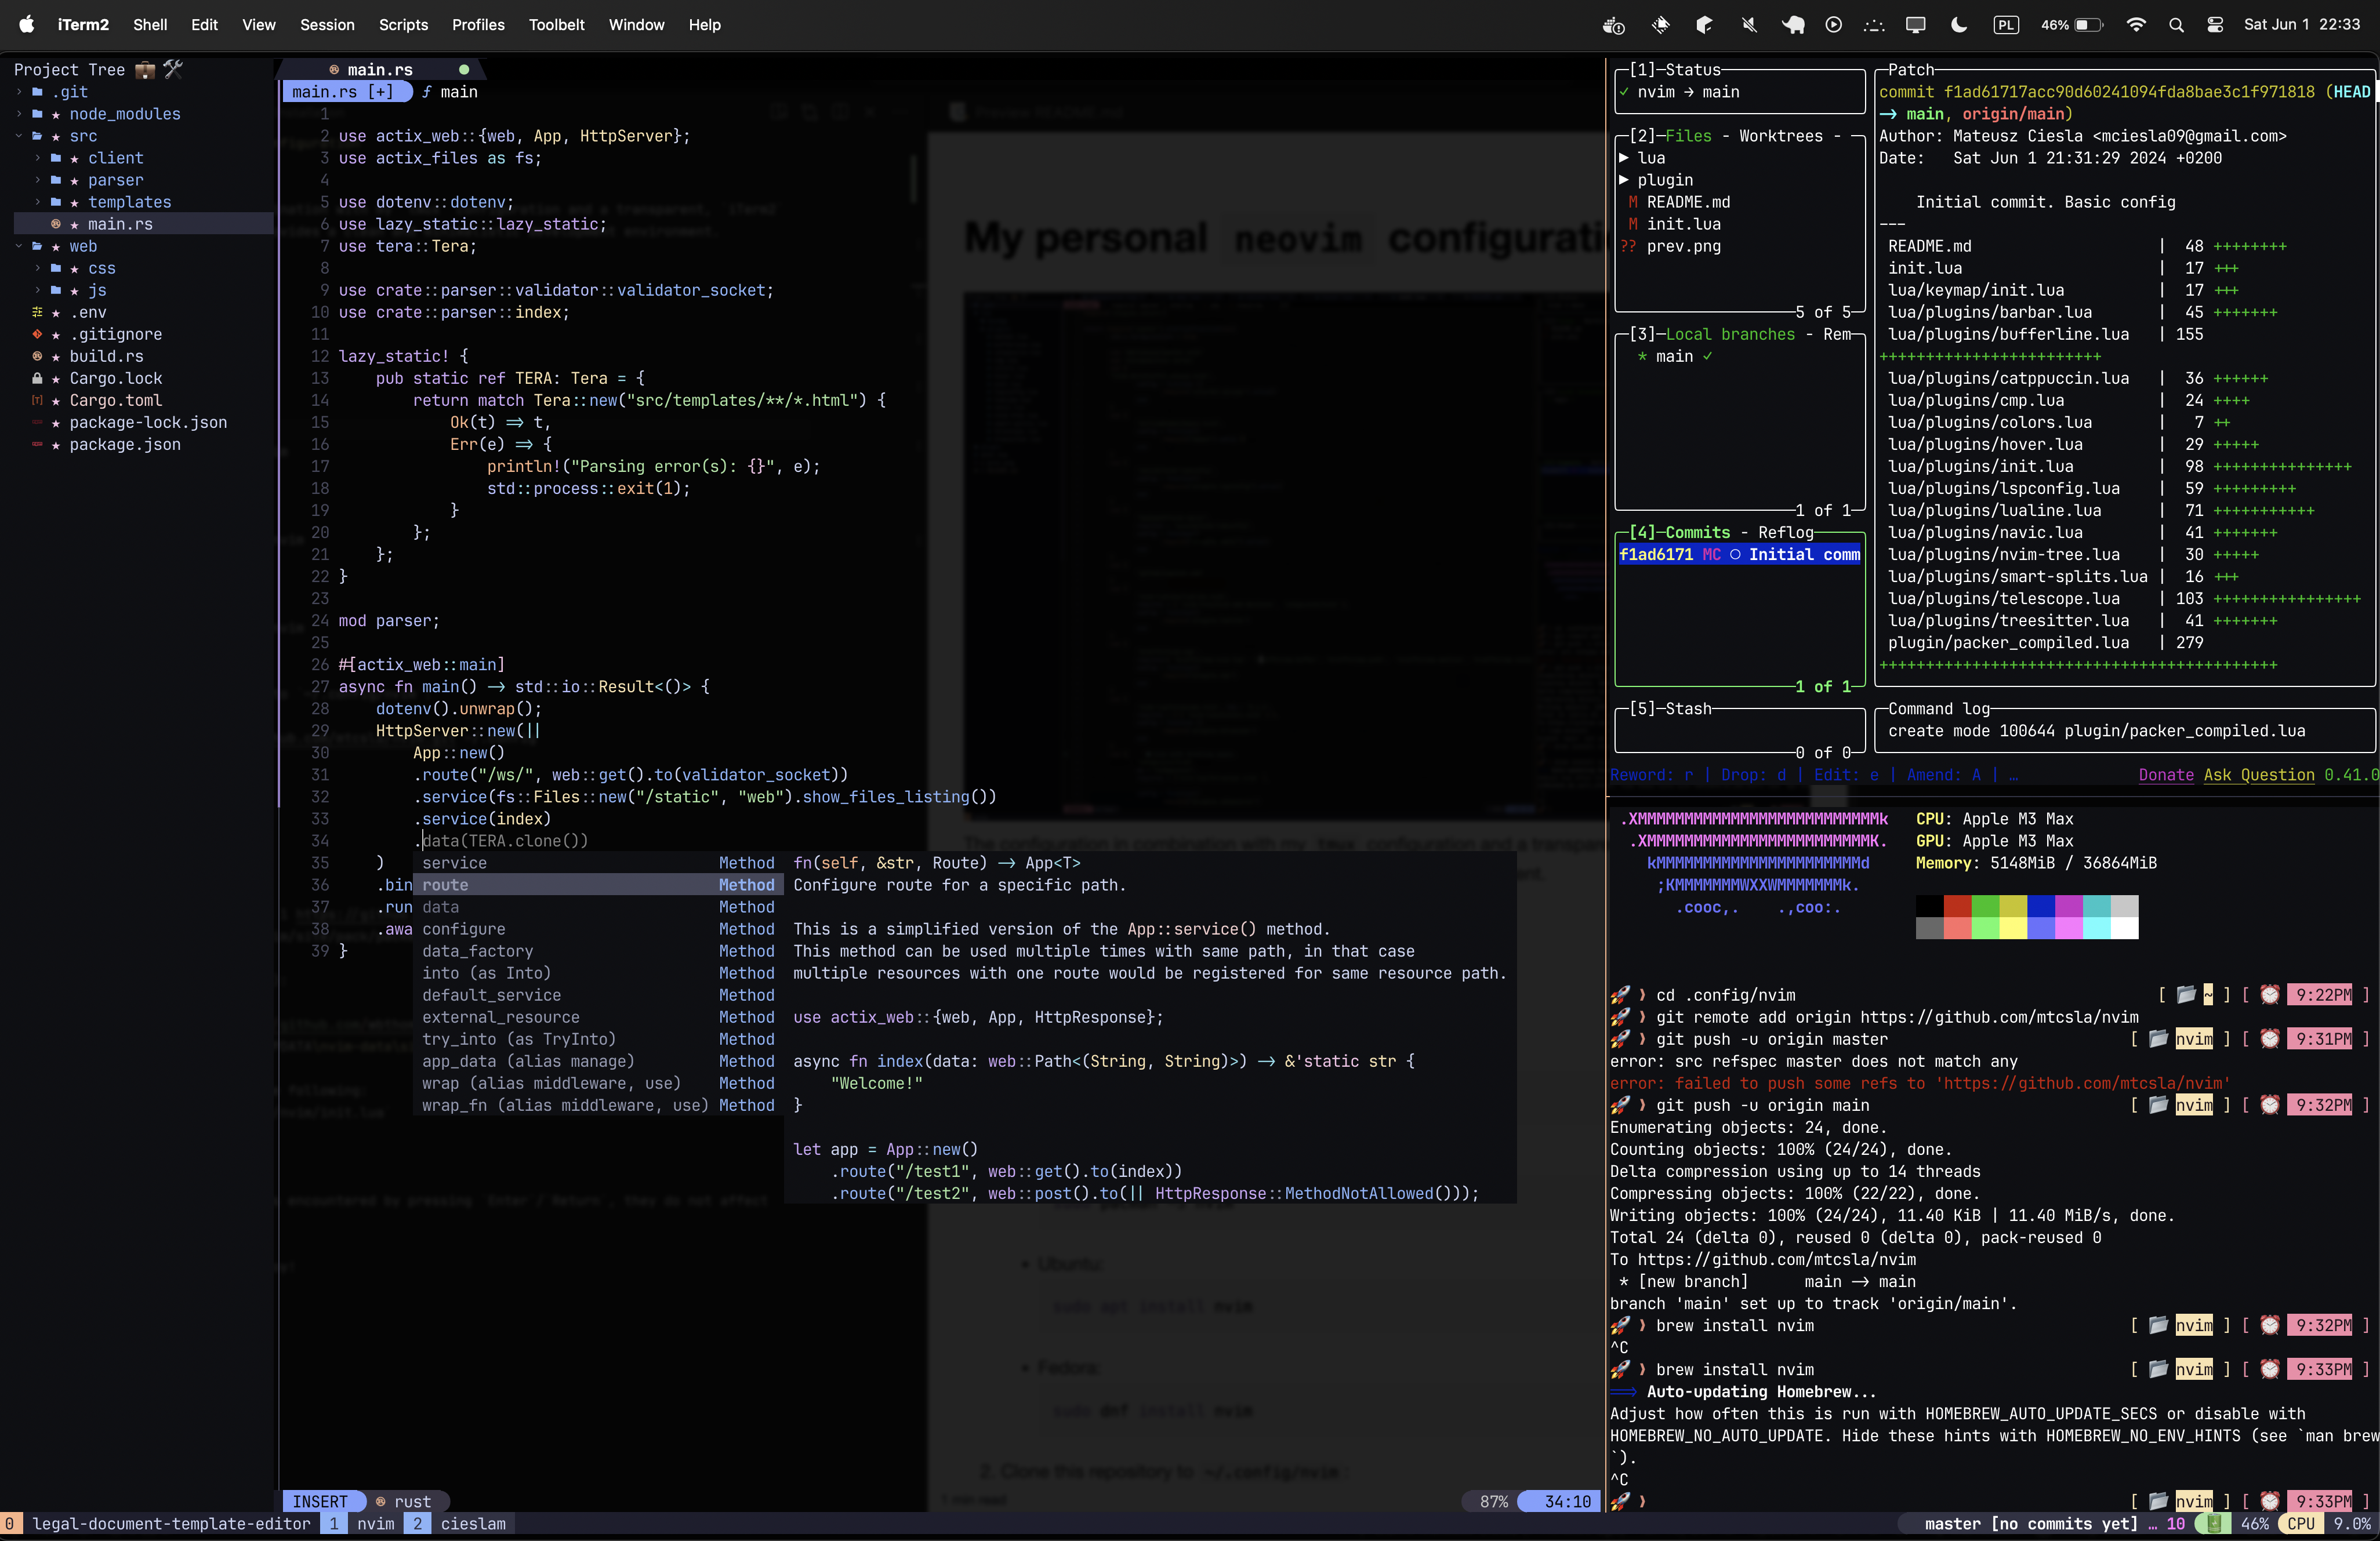 iTerm2 Shell Edit View Session Scripts Profiles Toolbelt Window Help
PL 46% Sat Jun 1 22:33
Project Tree
.git
node_modules
src
client
parser
templates
main.rs
web
css
js
.env
.gitignore
build.rs
Cargo.lock
Cargo.toml
package-lock.json
package.json
main.rs
main.rs [+] ƒ main
1
2 use actix_web::{web, App, HttpServer};
3 use actix_files as fs;
4
5 use dotenv::dotenv;
6 use lazy_static::lazy_static;
7 use tera::Tera;
8
9 use crate::parser::validator::validator_socket;
10 use crate::parser::index;
11
12 lazy_static! {
13 pub static ref TERA: Tera = {
14 return match Tera::new("src/templates/**/*.html") {
15 Ok(t) => t,
16 Err(e) => {
17 println!("Parsing error(s): {}", e);
18 std::process::exit(1);
19 }
20 };
21 };
22 }
23
24 mod parser;
25
26 #[actix_web::main]
27 async fn main() -> std::io::Result<()> {
28 dotenv().unwrap();
29 HttpServer::new(||
30 App::new()
31 .route("/ws/", web::get().to(validator_socket))
32 .service(fs::Files::new("/static", "web").show_files_listing())
33 .service(index)
34 .data(TERA.clone())
35 )
36 .bin
37 .run
38 .awa
39 }
service Method
route Method
data Method
configure Method
data_factory Method
into (as Into) Method
default_service Method
external_resource Method
try_into (as TryInto) Method
app_data (alias manage) Method
wrap (alias middleware, use) Method
wrap_fn (alias middleware, use) Method
fn(self, &str, Route) -> App<T>
Configure route for a specific path.
This is a simplified version of the App::service() method.
This method can be used multiple times with same path, in that case
multiple resources with one route would be registered for same resource path.
use actix_web::{web, App, HttpResponse};
async fn index(data: web::Path<(String, String)>) -> &'static str {
"Welcome!"
}
let app = App::new()
.route("/test1", web::get().to(index))
.route("/test2", web::post().to(|| HttpResponse::MethodNotAllowed()));
My personal neovim configurati
The configuration in combination with my tmux configuration and a transpar
Ubuntu:
sudo apt install nvim
Fedora:
sudo dnf install nvim
2. Clone this repository to ~/.config/nvim:
INSERT rust 87% 34:10
[1]-Status
✓ nvim → main
[2]-Files - Worktrees -
▶ lua
▶ plugin
M README.md
M init.lua
?? prev.png
5 of 5
[3]-Local branches - Rem
* main ✓
1 of 1
[4]-Commits - Reflog
f1ad6171 MC ○ Initial comm
1 of 1
[5]-Stash
0 of 0
Patch
commit f1ad61717acc90d60241094fda8bae3c1f971818 (HEAD
-> main, origin/main)
Author: Mateusz Ciesla <mciesla09@gmail.com>
Date: Sat Jun 1 21:31:29 2024 +0200
Initial commit. Basic config
---
README.md | 48 ++++++++
init.lua | 17 +++
lua/keymap/init.lua | 17 +++
lua/plugins/barbar.lua | 45 +++++++
lua/plugins/bufferline.lua | 155
++++++++++++++++++++++++
lua/plugins/catppuccin.lua | 36 ++++++
lua/plugins/cmp.lua | 24 ++++
lua/plugins/colors.lua | 7 ++
lua/plugins/hover.lua | 29 +++++
lua/plugins/init.lua | 98 +++++++++++++++
lua/plugins/lspconfig.lua | 59 +++++++++
lua/plugins/lualine.lua | 71 +++++++++++
lua/plugins/navic.lua | 41 +++++++
lua/plugins/nvim-tree.lua | 30 +++++
lua/plugins/smart-splits.lua | 16 +++
lua/plugins/telescope.lua | 103 ++++++++++++++++
lua/plugins/treesitter.lua | 41 +++++++
plugin/packer_compiled.lua | 279
+++++++++++++++++++++++++++++++++++++++++++
Command log
create mode 100644 plugin/packer_compiled.lua
Reword: r | Drop: d | Edit: e | Amend: A | … Donate Ask Question 0.41.0
.XMMMMMMMMMMMMMMMMMMMMMMMMMMk CPU: Apple M3 Max
.XMMMMMMMMMMMMMMMMMMMMMMMMK. GPU: Apple M3 Max
kMMMMMMMMMMMMMMMMMMMMMMd Memory: 5148MiB / 36864MiB
;KMMMMMMMWXXWMMMMMMMk.
.cooc,. .,coo:.
🚀 ❯ cd .config/nvim [ 📂 ~ ] [ ⏰ 9:22PM ]
🚀 ❯ git remote add origin https://github.com/mtcsla/nvim
🚀 ❯ git push -u origin master [ 📂 nvim ] [ ⏰ 9:31PM ]
error: src refspec master does not match any
error: failed to push some refs to 'https://github.com/mtcsla/nvim'
🚀 ❯ git push -u origin main [ 📂 nvim ] [ ⏰ 9:32PM ]
Enumerating objects: 24, done.
Counting objects: 100% (24/24), done.
Delta compression using up to 14 threads
Compressing objects: 100% (22/22), done.
Writing objects: 100% (24/24), 11.40 KiB | 11.40 MiB/s, done.
Total 24 (delta 0), reused 0 (delta 0), pack-reused 0
To https://github.com/mtcsla/nvim
* [new branch] main -> main
branch 'main' set up to track 'origin/main'.
🚀 ❯ brew install nvim [ 📂 nvim ] [ ⏰ 9:32PM ]
^C
🚀 ❯ brew install nvim [ 📂 nvim ] [ ⏰ 9:33PM ]
==> Auto-updating Homebrew...
Adjust how often this is run with HOMEBREW_AUTO_UPDATE_SECS or disable with
HOMEBREW_NO_AUTO_UPDATE. Hide these hints with HOMEBREW_NO_ENV_HINTS (see `man brew
`).
^C
🚀 ❯ [ 📂 nvim ] [ ⏰ 9:33PM ]
0 legal-document-template-editor 1 nvim 2 cieslam
master [no commits yet] … 10 46% CPU 9.0%